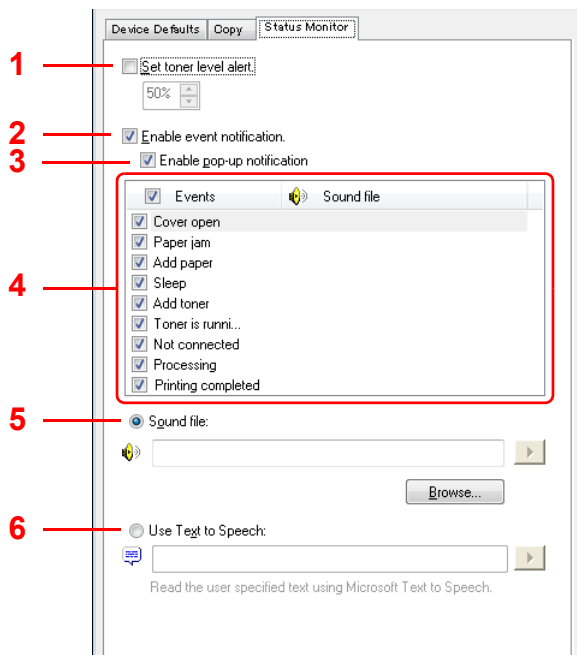 Device Defaults Copy Status Monitor
1 Set toner level alert.
50%
2 Enable event notification.
3 Enable pop-up notification
Events Sound file
Cover open
Paper jam
Add paper
4 Sleep
Add toner
Toner is runni...
Not connected
Processing
Printing completed
5 Sound file:
Browse...
6 Use Text to Speech:
Read the user specified text using Microsoft Text to Speech.